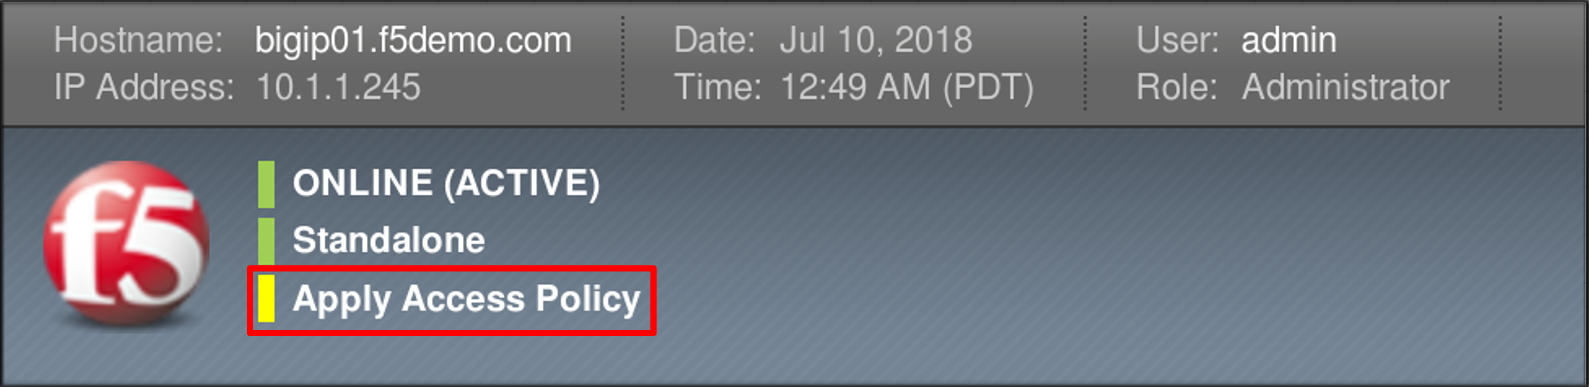 Hostname: bigip01.f5demo.com Date: Jul 10, 2018 User: admin
IP Address: 10.1.1.245 Time: 12:49 AM (PDT) Role: Administrator
f5
ONLINE (ACTIVE)
Standalone
Apply Access Policy